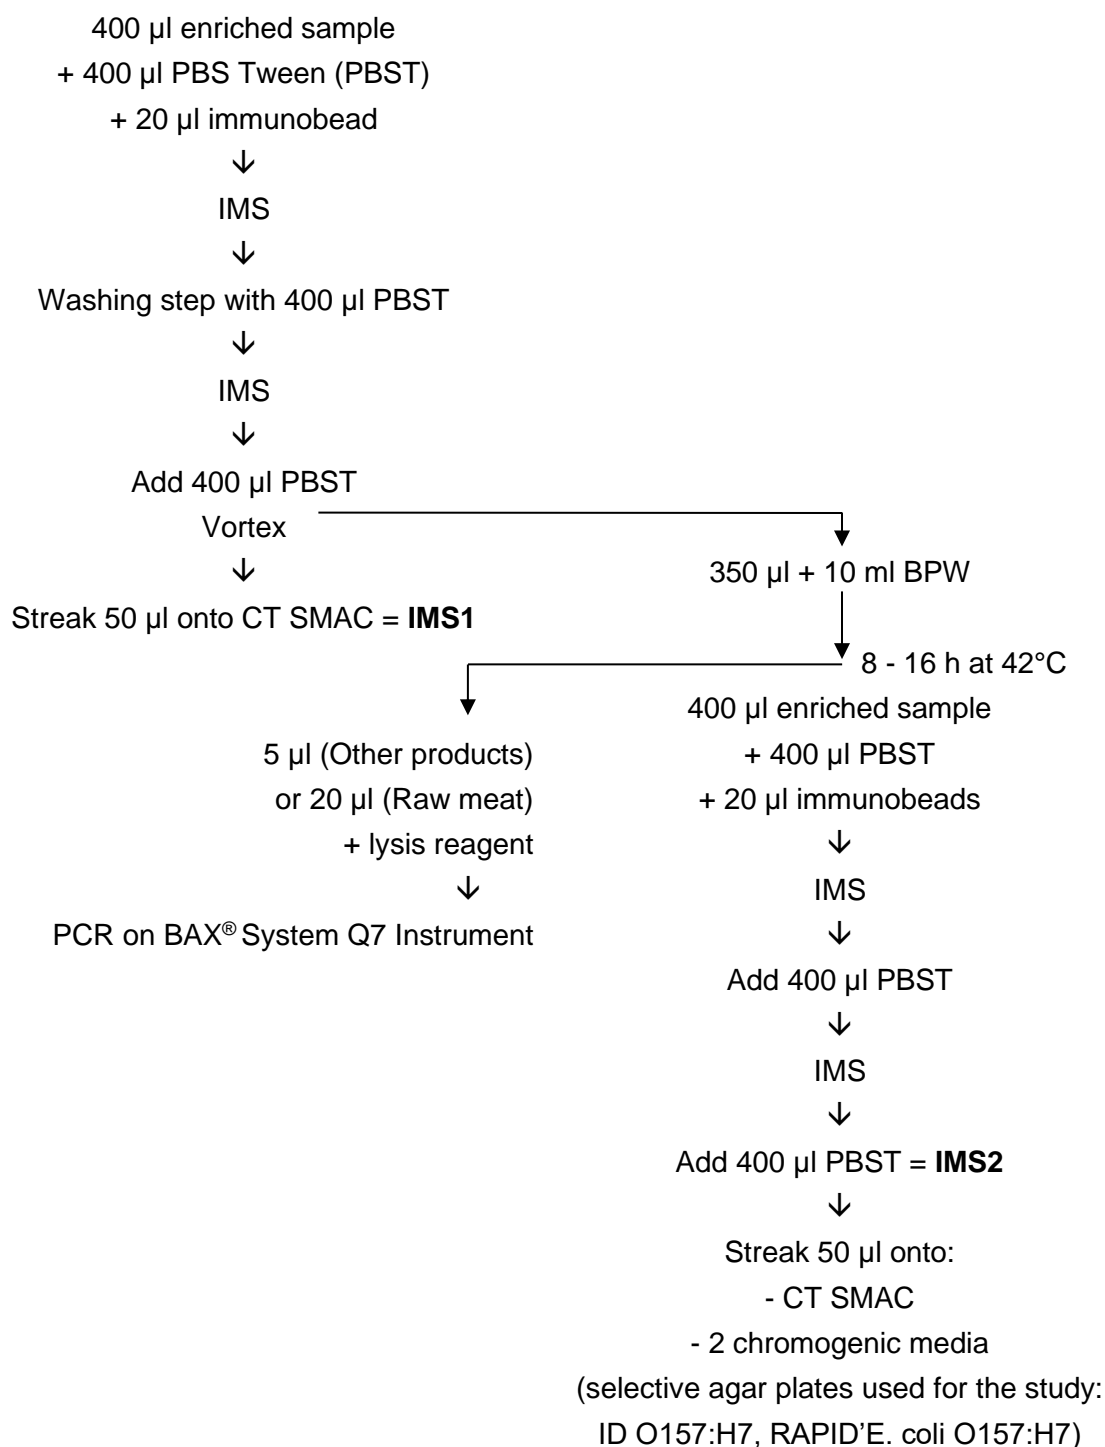 400 µl enriched sample
+ 400 µl PBS Tween (PBST)
+ 20 µl immunobead
↓
IMS
↓
Washing step with 400 µl PBST
↓
IMS
↓
Add 400 µl PBST
Vortex
↓
Streak 50 µl onto CT SMAC = IMS1
350 µl + 10 ml BPW
8 - 16 h at 42°C
5 µl (Other products)
or 20 µl (Raw meat)
+ lysis reagent
↓
PCR on BAX® System Q7 Instrument
400 µl enriched sample
+ 400 µl PBST
+ 20 µl immunobeads
↓
IMS
↓
Add 400 µl PBST
↓
IMS
↓
Add 400 µl PBST = IMS2
↓
Streak 50 µl onto:
- CT SMAC
- 2 chromogenic media
(selective agar plates used for the study:
ID O157:H7, RAPID’E. coli O157:H7)